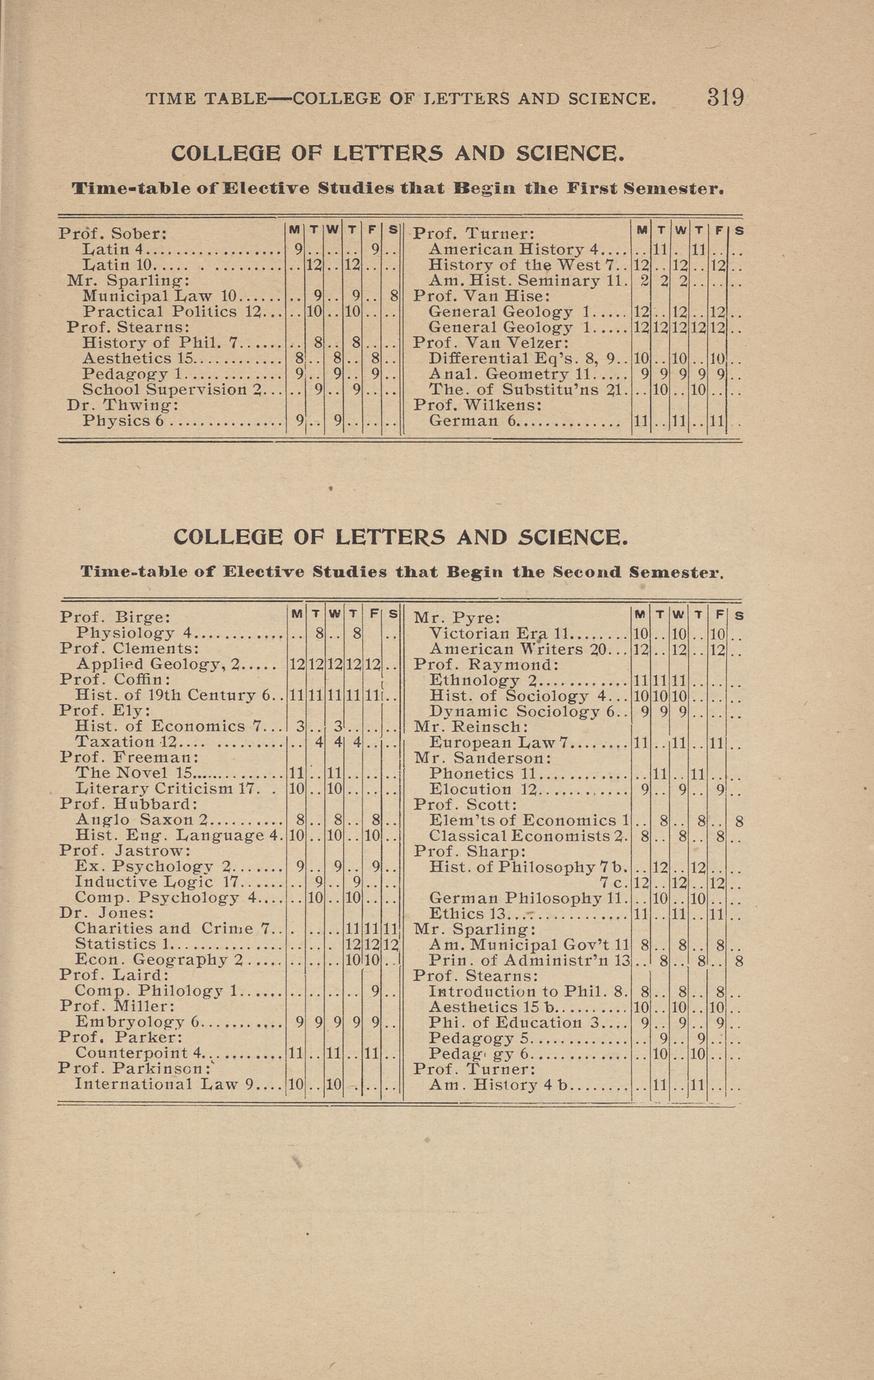 TIME TABLE—COLLEGE OF LETTERS AND SCIENCE. 319
COLLEGE OF LETTERS AND SCIENCE.
Time-table of Elective Studies that Begin the First Semester.
M T W T F S
Prof. Sober:
Latin 4.................. 9 .. .. .. 9 ..
Latin 10..... . .......... .. 12 .. 12 .. ..
Mr. Sparling:
Municipal Law 10...... .. 9 .. 9 .. 8
Practical Politics 12... .. 10 .. 10 .. ..
Prof. Stearns:
History of Phil. 7...... .. 8 .. 8 .. ..
Aesthetics 15............ 8 .. 8 .. 8 ..
Pedagogy 1............. 9 .. 9 .. 9 ..
School Supervision 2... .. 9 .. 9 .. ..
Dr. Thwing:
Physics 6 ............... 9 .. 9 .. .. ..
M T W T F S
Prof. Turner:
American History 4.... .. 11 . 11 .. ..
History of the West 7.. 12 .. 12 .. 12 ..
Am. Hist. Seminary 11. 2 2 2 .. .. ..
Prof. Van Hise:
General Geology 1..... 12 .. 12 .. 12 ..
General Geology 1..... 12 12 12 12 12 ..
Prof. Van Velzer:
Differential Eq's. 8, 9.. 10 .. 10 .. 10 ..
Anal. Geometry 11..... 9 9 9 9 9 ..
The. of Substitu'ns 21. .. 10 .. 10 .. ..
Prof. Wilkens:
German 6.............. 11 .. 11 .. 11 ..
COLLEGE OF LETTERS AND SCIENCE.
Time-table of Elective Studies that Begin the Second Semester.
M T W T F S
Prof. Birge:
Physiology 4............ .. 8 .. 8 ..
Prof. Clements:
Applied Geology, 2..... 12 12 12 12 12 ..
Prof. Coffin:
Hist. of 19th Century 6.. 11 11 11 11 11 ..
Prof. Ely:
Hist. of Economics 7... 3 .. 3 .. .. ..
Taxation 12.... ......... .. 4 4 4 .. ..
Prof. Freeman:
The Novel 15.............. 11 .. 11 .. .. ..
Literary Criticism 17. . 10 .. 10 .. .. ..
Prof. Hubbard:
Anglo Saxon 2.......... 8 .. 8 .. 8 ..
Hist. Eng. Language 4. 10 .. 10 .. 10 ..
Prof. Jastrow:
Ex. Psychology 2....... 9 .. 9 .. 9 ..
Inductive Logic 17...... .. 9 .. 9 .. ..
Comp. Psychology 4.... .. 10 .. 10 .. ..
Dr. Jones:
Charities and Crime 7.. . .. .. 11 11 11
Statistics 1............... .. .. . 12 12 12
Econ. Geography 2 ..... .. .. .. 10 10 ..
Prof. Laird:
Comp. Philology 1...... .. .. .. .. 9 ..
Prof. Miller:
Embryology 6........... 9 9 9 9 9 ..
Prof. Parker:
Counterpoint 4........... 11 .. 11 .. 11 ..
Prof. Parkinson:
International Law 9.... 10 .. 10 .. .. ..
M T W T F S
Mr. Pyre:
Victorian Era 11........ 10 .. 10 .. 10 ..
American Writers 20... 12 .. 12 .. 12 ..
Prof. Raymond:
Ethnology 2............ 11 11 11 .. .. ..
Hist. of Sociology 4... 10 10 10 .. .. ..
Dynamic Sociology 6.. 9 9 9 .. .. ..
Mr. Reinsch:
European Law 7........ 11 .. 11 .. 11 ..
Mr. Sanderson:
Phonetics 11............ .. 11 .. 11 .. ..
Elocution 12............ 9 .. 9 .. 9 ..
Prof. Scott:
Elem'ts of Economics 1 .. 8 .. 8 .. 8
Classical Economists 2. 8 .. 8 .. 8 ..
Prof. Sharp:
Hist. of Philosophy 7 b. .. 12 .. 12 .. ..
7 c. 12 .. 12 .. 12 ..
German Philosophy 11. .. 10 .. 10 .. ..
Ethics 13............... 11 .. 11 .. 11 ..
Mr. Sparling:
Am. Municipal Gov't 11 8 .. 8 .. 8 ..
Prin. of Administr'n 13 .. 8 .. 8 .. 8
Prof. Stearns:
Introduction to Phil. 8. 8 .. 8 .. 8 ..
Aesthetics 15 b.......... 10 .. 10 .. 10 ..
Phi. of Education 3.... 9 .. 9 .. 9 ..
Pedagogy 5............. .. 9 .. 9 .. ..
Pedag gy 6............. .. 10 .. 10 .. ..
Prof. Turner:
Am. History 4 b........ .. 11 .. 11 .. ..